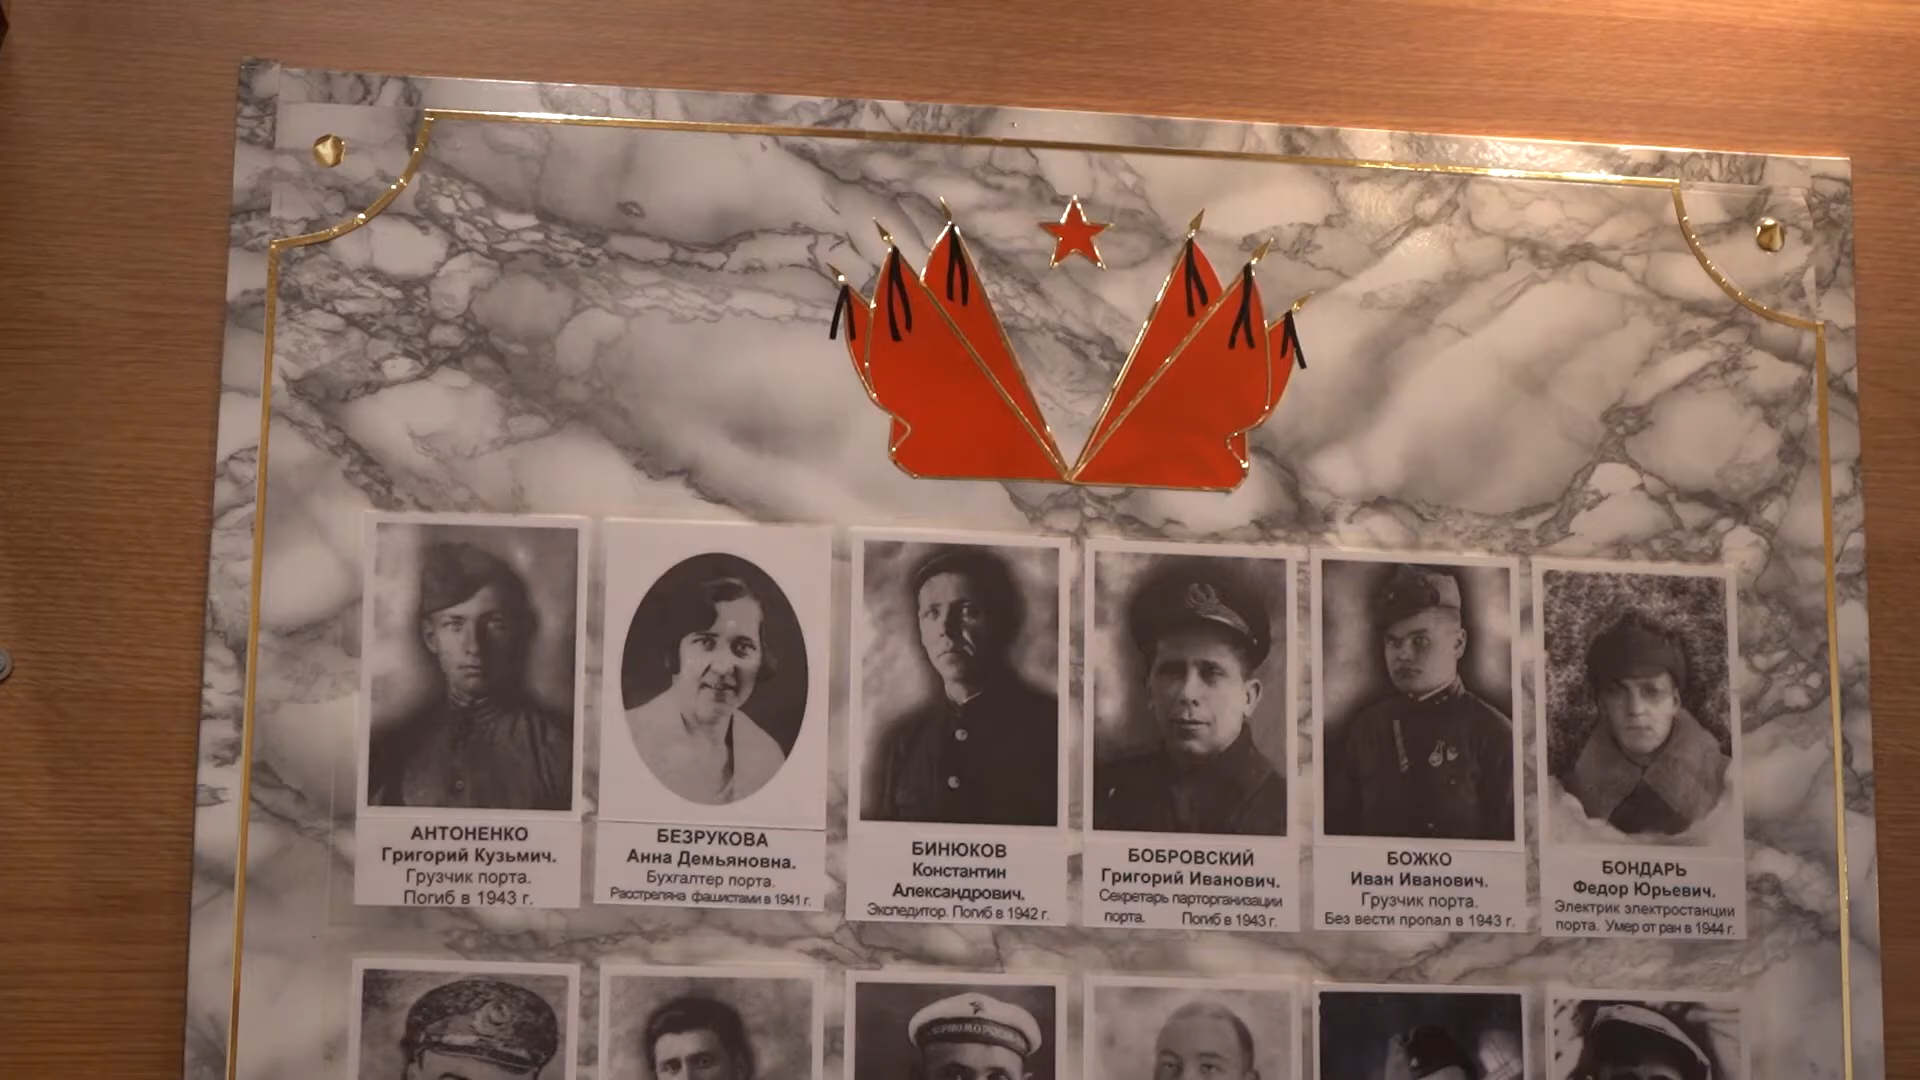 АНТОНЕНКО
Григорий Кузьмич.
Грузчик порта.
Погиб в 1943 г.
БЕЗРУКОВА
Анна Демьяновна.
Бухгалтер порта.
Расстреляна фашистами в 1941 г.
БИНЮКОВ
Константин
Александрович.
Экспедитор. Погиб в 1942 г.
БОБРОВСКИЙ
Григорий Иванович.
Секретарь парторганизации
порта. Погиб в 1943 г.
БОЖКО
Иван Иванович.
Грузчик порта.
Без вести пропал в 1943 г.
БОНДАРЬ
Федор Юрьевич.
Электрик электростанции
порта. Умер от ран в 1944 г.